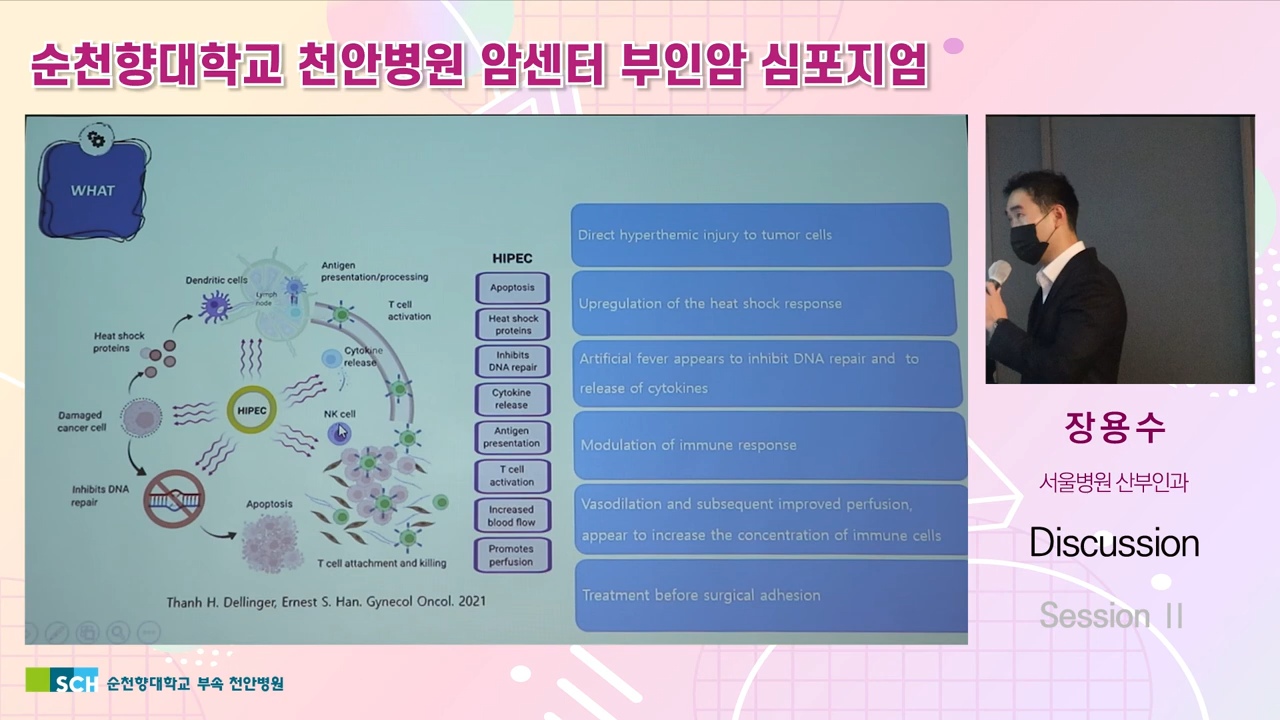 순천향대학교 천안병원 암센터 부인암 심포지엄
WHAT
Dendritic cells
Lymph
node
Antigen
presentation/processing
T cell
activation
Heat shock
proteins
Cytokine
release
HIPEC
NK cell
Damaged
cancer cell
Inhibits DNA
repair
Apoptosis
T cell attachment and killing
Thanh H. Dellinger, Ernest S. Han. Gynecol Oncol. 2021
HIPEC
Apoptosis
Heat shock
proteins
Inhibits
DNA repair
Cytokine
release
Antigen
presentation
T cell
activation
Increased
blood flow
Promotes
perfusion
Direct hyperthemic injury to tumor cells
Upregulation of the heat shock response
Artificial fever appears to inhibit DNA repair and to
release of cytokines
Modulation of immune response
Vasodilation and subsequent improved perfusion,
appear to increase the concentration of immune cells
Treatment before surgical adhesion
장용수
서울병원 산부인과
Discussion
Session II
SCH 순천향대학교 부속 천안병원